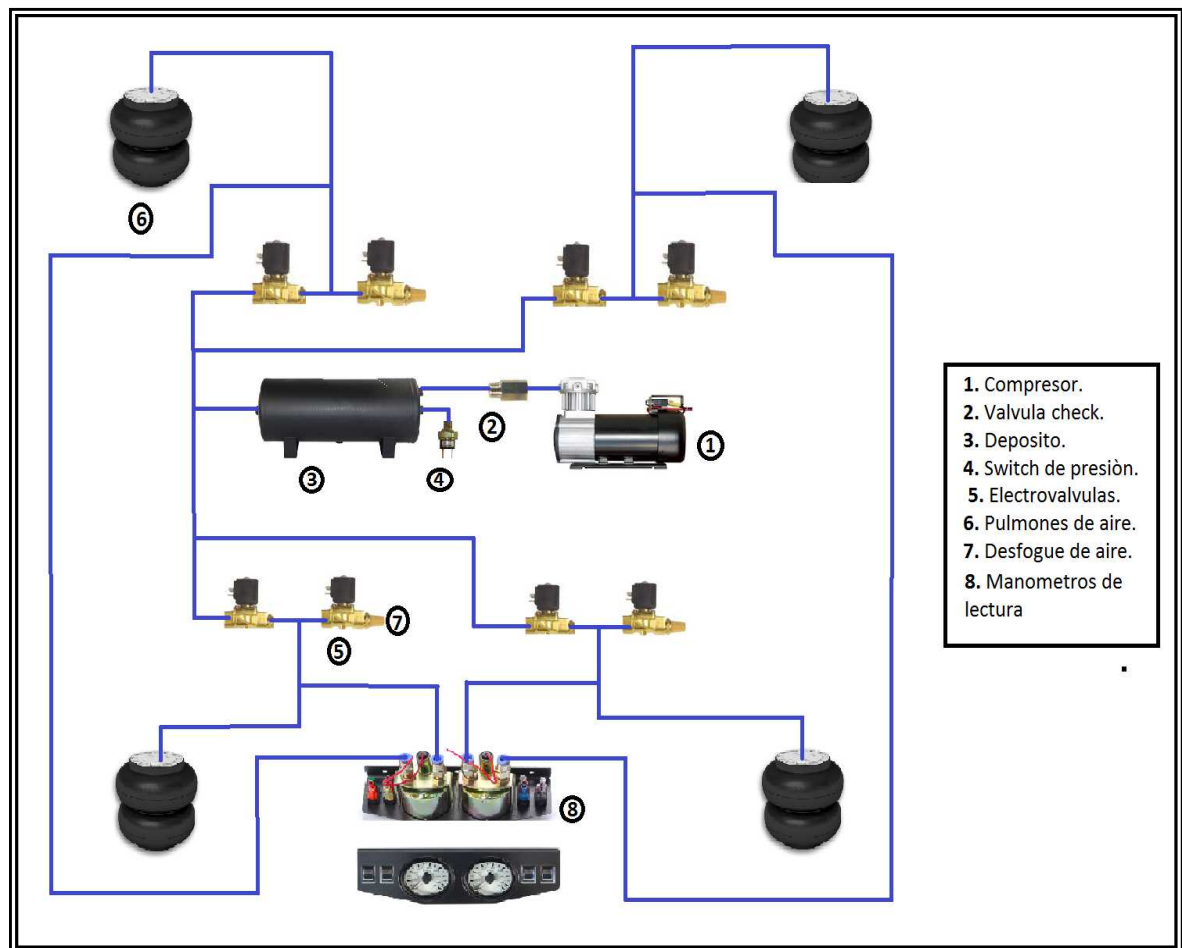 6
2
1
3
4
7
5
8
1. Compresor.
2. Valvula check.
3. Deposito.
4. Switch de presiòn.
5. Electrovalvulas.
6. Pulmones de aire.
7. Desfogue de aire.
8. Manometros de
lectura
.